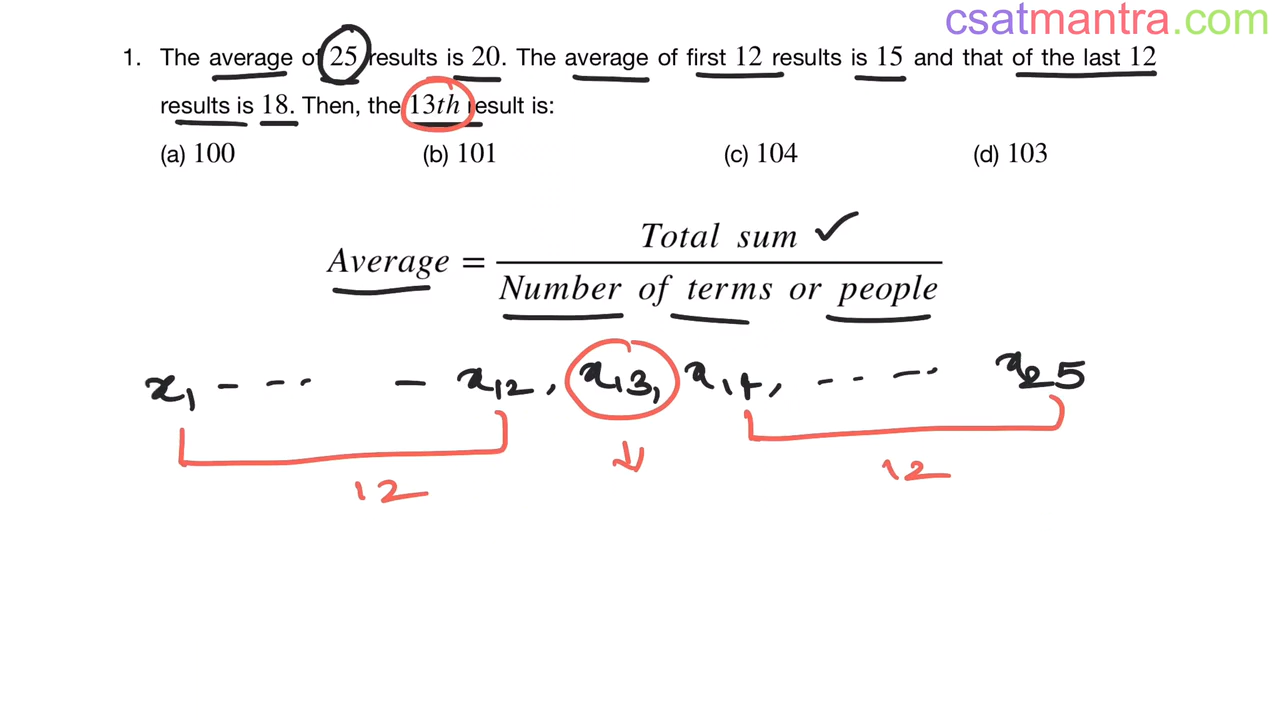 csatmantra.com
1. The average of 25 results is 20. The average of first 12 results is 15 and that of the last 12
results is 18. Then, the 13th result is:
(a) 100 (b) 101 (c) 104 (d) 103
Total sum ✓
Average =
Number of terms or people
x₁ - - - - - x₁₂, x₁₃, x₁₄, - - - - - x₂₅
12 12